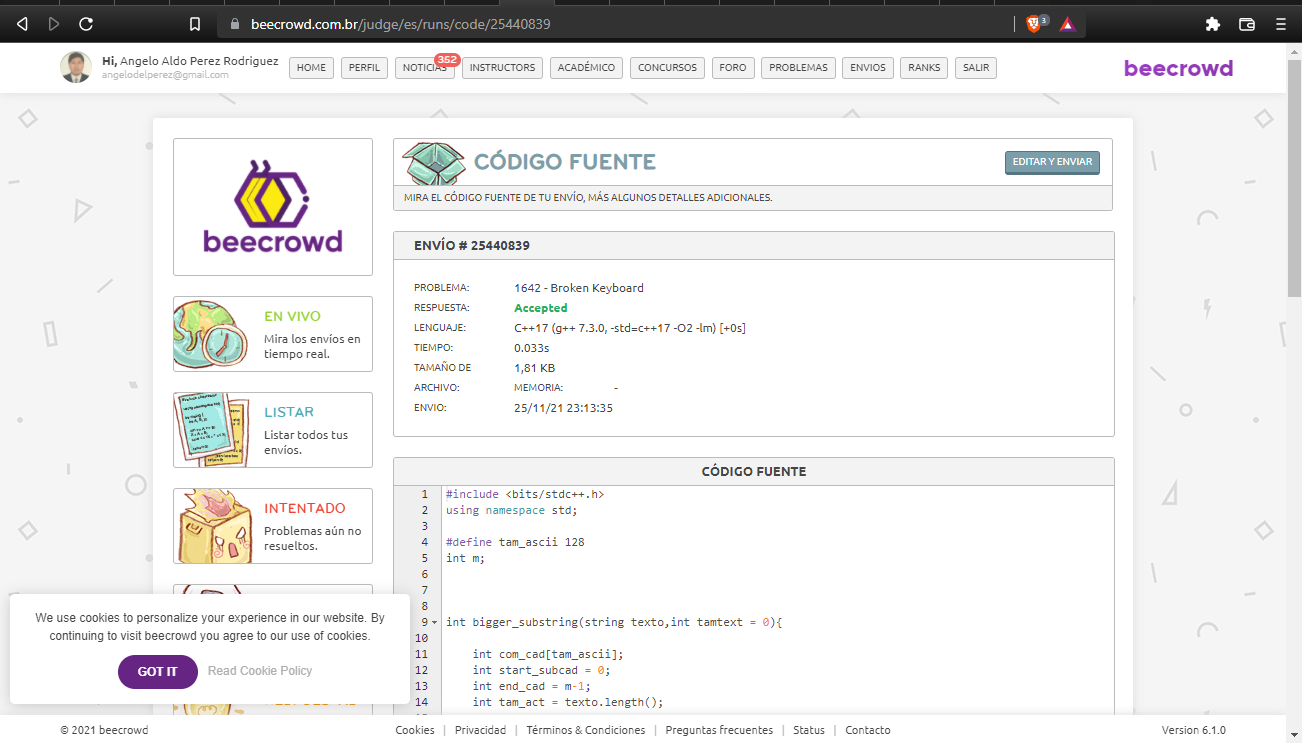 beecrowd.com.br/judge/es/runs/code/25440839
3
Hi, Angelo Aldo Perez Rodriguez
angelodelperez@gmail.com
HOME
PERFIL
NOTICIAS
352
INSTRUCTORS
ACADÉMICO
CONCURSOS
FORO
PROBLEMAS
ENVIOS
RANKS
SALIR
beecrowd
beecrowd
CÓDIGO FUENTE
EDITAR Y ENVIAR
MIRA EL CÓDIGO FUENTE DE TU ENVÍO, MÁS ALGUNOS DETALLES ADICIONALES.
EN VIVO
Mira los envíos en
tiempo real.
LISTAR
Listar todos tus
envíos.
INTENTADO
Problemas aún no
resueltos.
ENVÍO # 25440839
PROBLEMA: 1642 - Broken Keyboard
RESPUESTA: Accepted
LENGUAJE: C++17 (g++ 7.3.0, -std=c++17 -O2 -lm) [+0s]
TIEMPO: 0.033s
TAMAÑO DE 1,81 KB
ARCHIVO: MEMORIA: -
ENVIO: 25/11/21 23:13:35
CÓDIGO FUENTE
1 #include <bits/stdc++.h>
2 using namespace std;
3
4 #define tam_ascii 128
5 int m;
6
7
8
9 int bigger_substring(string texto,int tamtext = 0){
10
11 int com_cad[tam_ascii];
12 int start_subcad = 0;
13 int end_cad = m-1;
14 int tam_act = texto.length();
We use cookies to personalize your experience in our website. By
continuing to visit beecrowd you agree to our use of cookies.
GOT IT
Read Cookie Policy
© 2021 beecrowd
Cookies | Privacidad | Términos & Condiciones | Preguntas frecuentes | Status | Contacto
Version 6.1.0